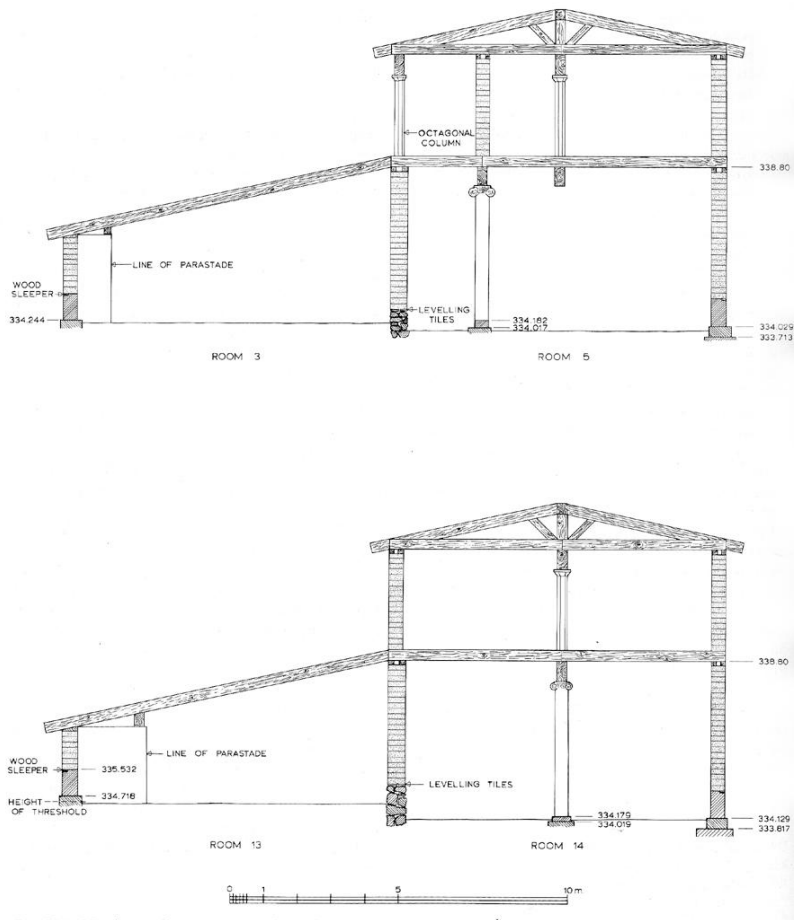 OCTAGONAL
COLUMN
338.80
LINE OF PARASTADE
WOOD
SLEEPER
334.244
LEVELLING
TILES
334.182
334.017
334.029
333.713
ROOM 3
ROOM 5
338.80
LINE OF PARASTADE
WOOD
SLEEPER
335.532
334.718
HEIGHT
OF THRESHOLD
LEVELLING TILES
334.179
334.019
334.129
333.817
ROOM 13
ROOM 14
0 1 5 10 m